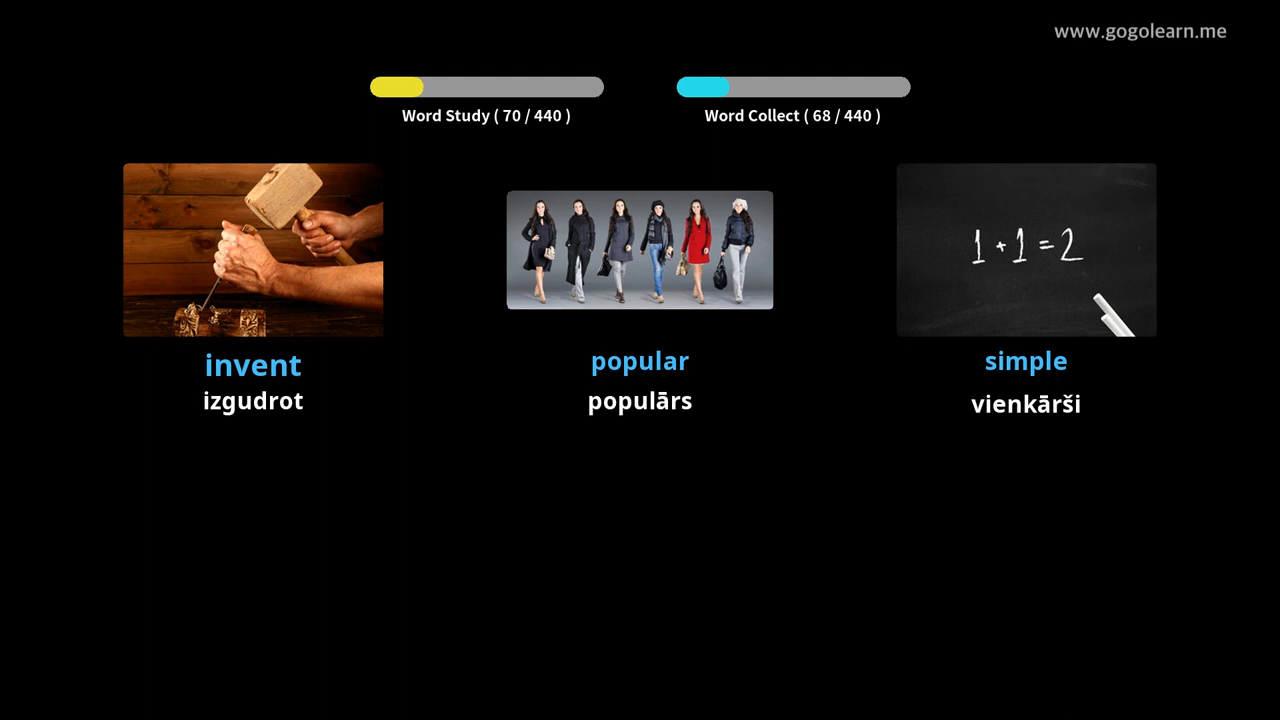 www.gogolearn.me
Word Study ( 70 / 440 )
Word Collect ( 68 / 440 )
1 + 1 = 2
invent
izgudrot
popular
populārs
simple
vienkārši